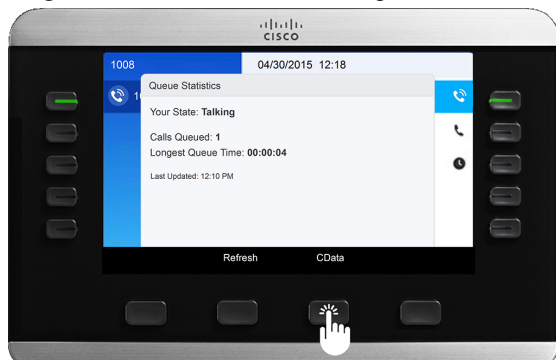 CISCO
1008
04/30/2015 12:18
Queue Statistics
1
Your State: Talking
Calls Queued: 1
Longest Queue Time: 00:00:04
Last Updated: 12:10 PM
Refresh CData